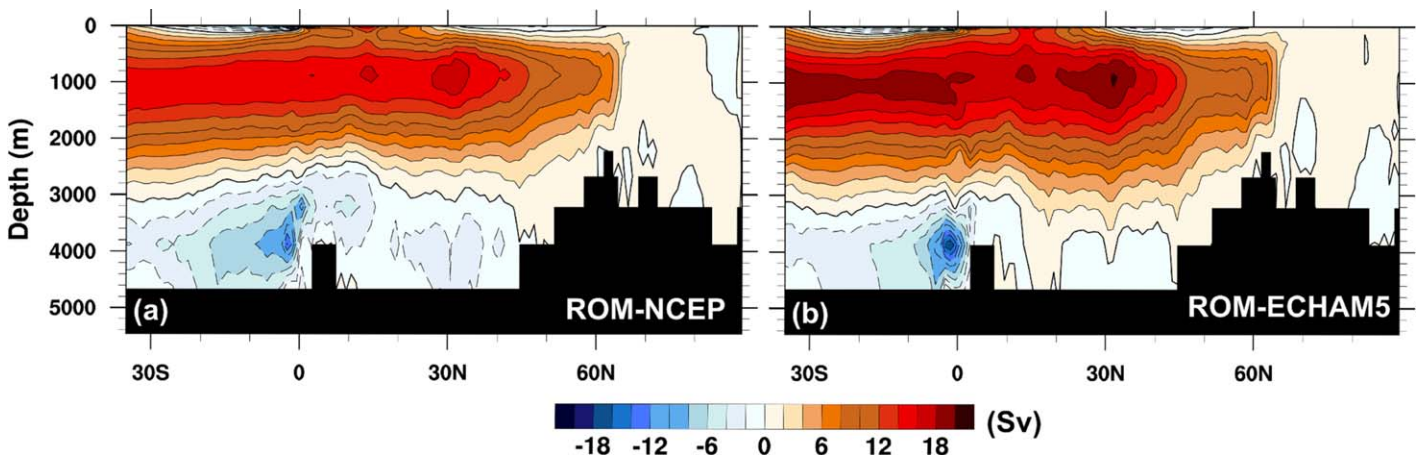 Depth (m)
0
1000
2000
3000
4000
5000
(a)
ROM-NCEP
30S 0 30N 60N
(b)
ROM-ECHAM5
30S 0 30N 60N
-18 -12 -6 0 6 12 18
(Sv)